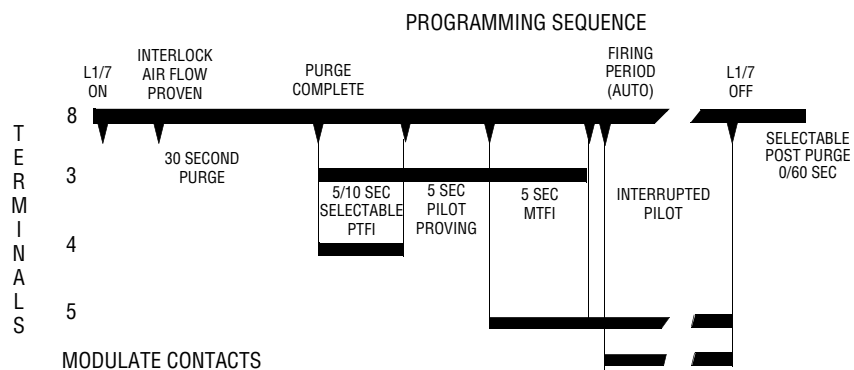 PROGRAMMING SEQUENCE
L1/7
ON
INTERLOCK
AIR FLOW
PROVEN
PURGE
COMPLETE
FIRING
PERIOD
(AUTO)
L1/7
OFF
TERMINALS
8
30 SECOND
PURGE
SELECTABLE
POST PURGE
0/60 SEC
3
5/10 SEC
SELECTABLE
PTFI
5 SEC
PILOT
PROVING
5 SEC
MTFI
INTERRUPTED
PILOT
4
5
MODULATE CONTACTS